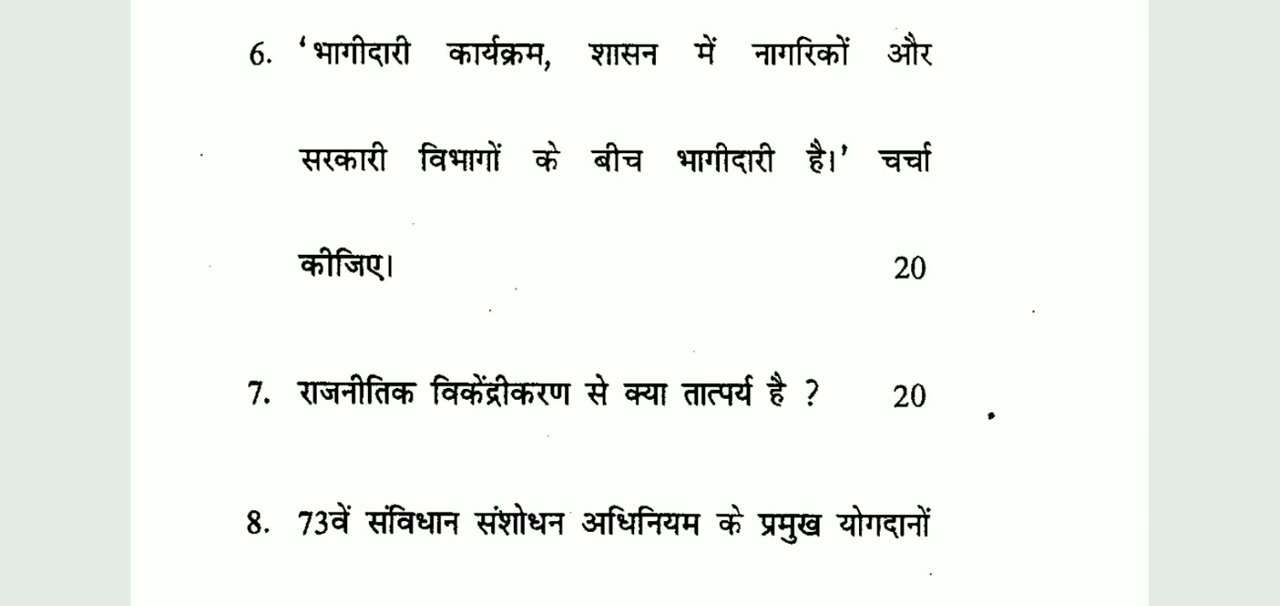 6. ‘भागीदारी कार्यक्रम, शासन में नागरिकों और
सरकारी विभागों के बीच भागीदारी है।’ चर्चा
कीजिए। 20
7. राजनीतिक विकेंद्रीकरण से क्या तात्पर्य है ? 20
8. 73वें संविधान संशोधन अधिनियम के प्रमुख योगदानों